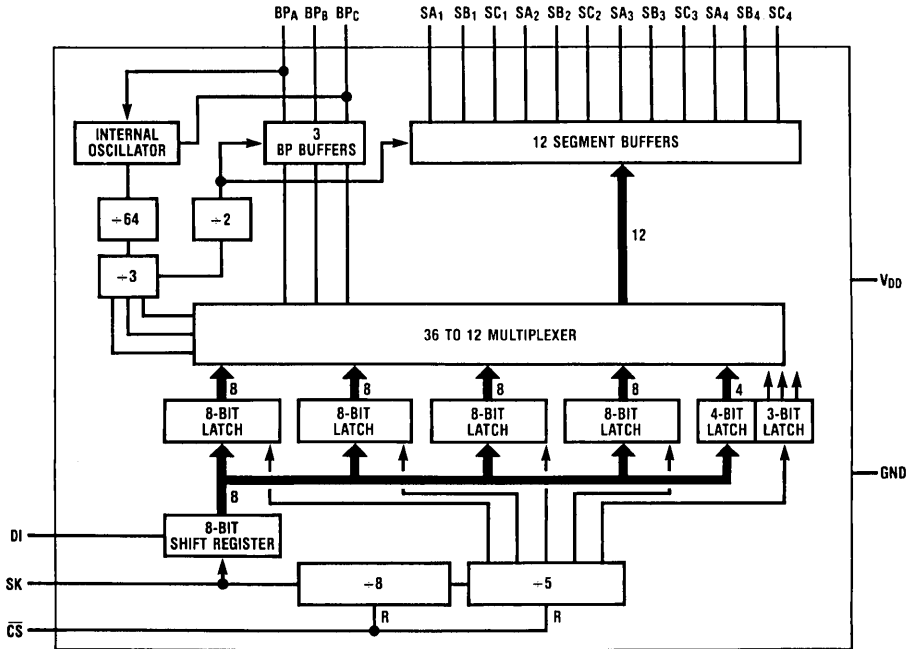 BPA BPB BPC SA1 SB1 SC1 SA2 SB2 SC2 SA3 SB3 SC3 SA4 SB4 SC4
INTERNAL
OSCILLATOR
3
BP BUFFERS
12 SEGMENT BUFFERS
÷64
÷2
12
÷3
VDD
36 TO 12 MULTIPLEXER
8 8 8 8 4
8-BIT
LATCH
8-BIT
LATCH
8-BIT
LATCH
8-BIT
LATCH
4-BIT
LATCH
3-BIT
LATCH
GND
8
DI
8-BIT
SHIFT REGISTER
SK
÷8
÷5
R R
C̅S̅